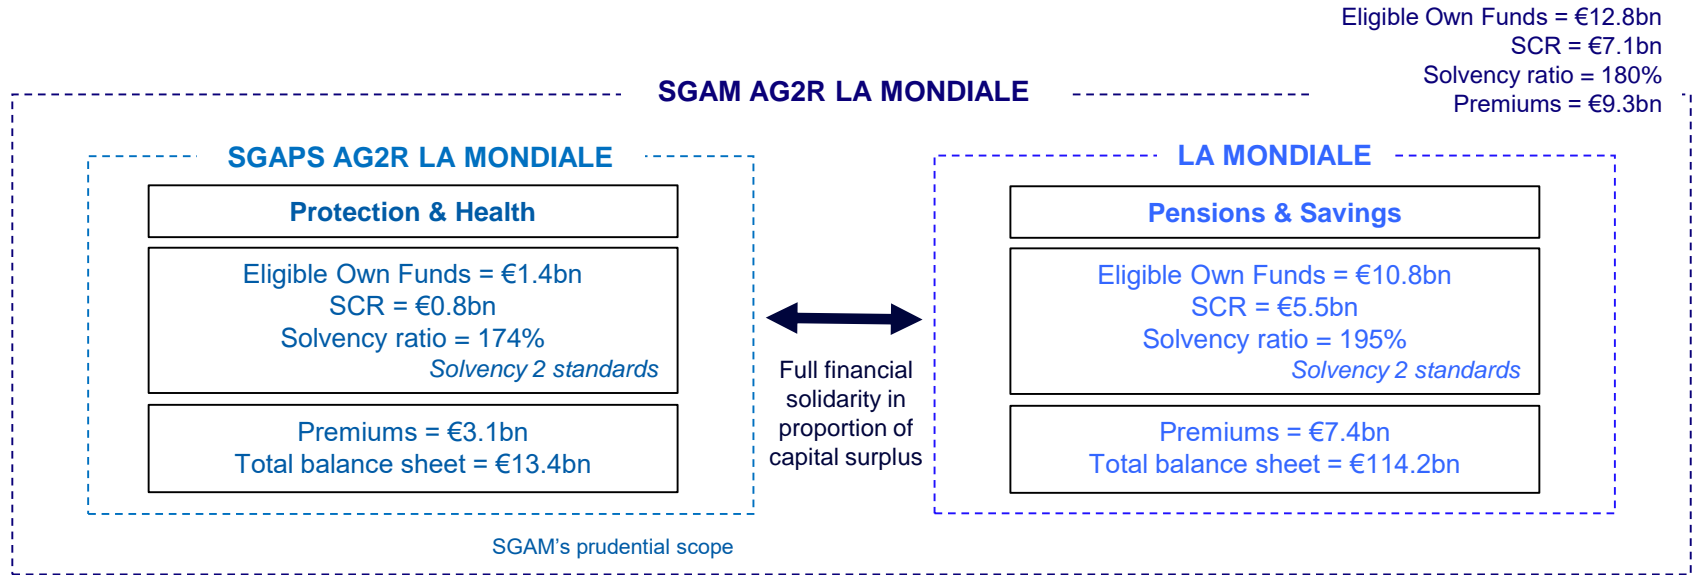 Eligible Own Funds = €12.8bn
SCR = €7.1bn
Solvency ratio = 180%
Premiums = €9.3bn
SGAM AG2R LA MONDIALE
SGAPS AG2R LA MONDIALE
Protection & Health
Eligible Own Funds = €1.4bn
SCR = €0.8bn
Solvency ratio = 174%
Solvency 2 standards
Premiums = €3.1bn
Total balance sheet = €13.4bn
Full financial
solidarity in
proportion of
capital surplus
LA MONDIALE
Pensions & Savings
Eligible Own Funds = €10.8bn
SCR = €5.5bn
Solvency ratio = 195%
Solvency 2 standards
Premiums = €7.4bn
Total balance sheet = €114.2bn
SGAM's prudential scope